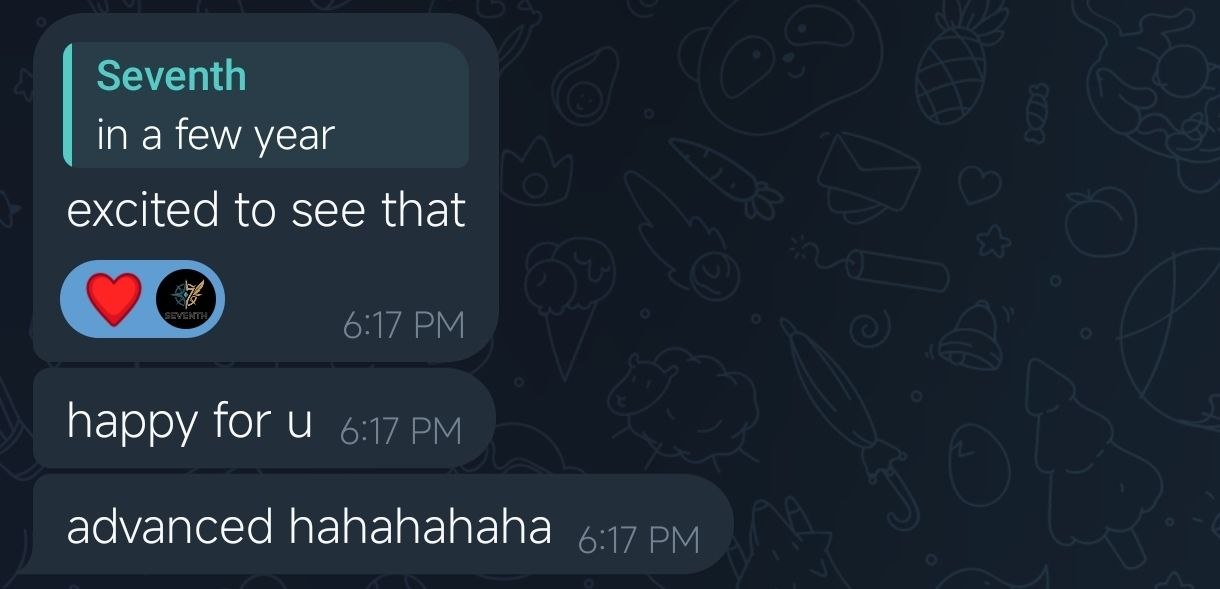 Seventh
in a few year
excited to see that
SEVENTH
6:17 PM
happy for u 6:17 PM
advanced hahahahaha 6:17 PM